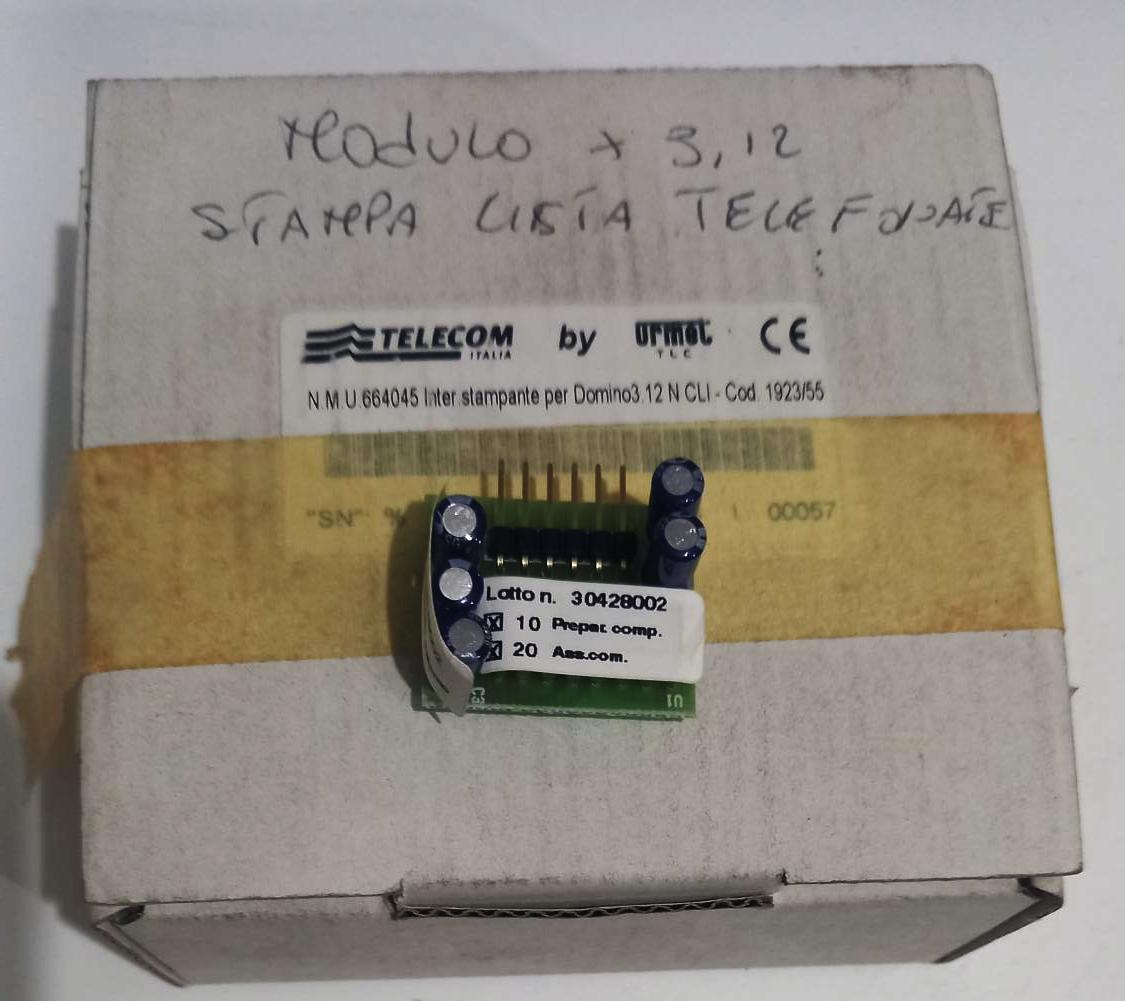 MODULO x 3,12
STAMPA LISTA TELEFONATE
TELECOM
ITALIA
by
urmet
TLC
CE
N.M.U.664045 Inter.stampante per Domino3.12 N CLI - Cod. 1923/55
"SN" %
00057
Lotto n. 30428002
X 10 Prepar. comp.
X 20 Ass.com.
C3
U1